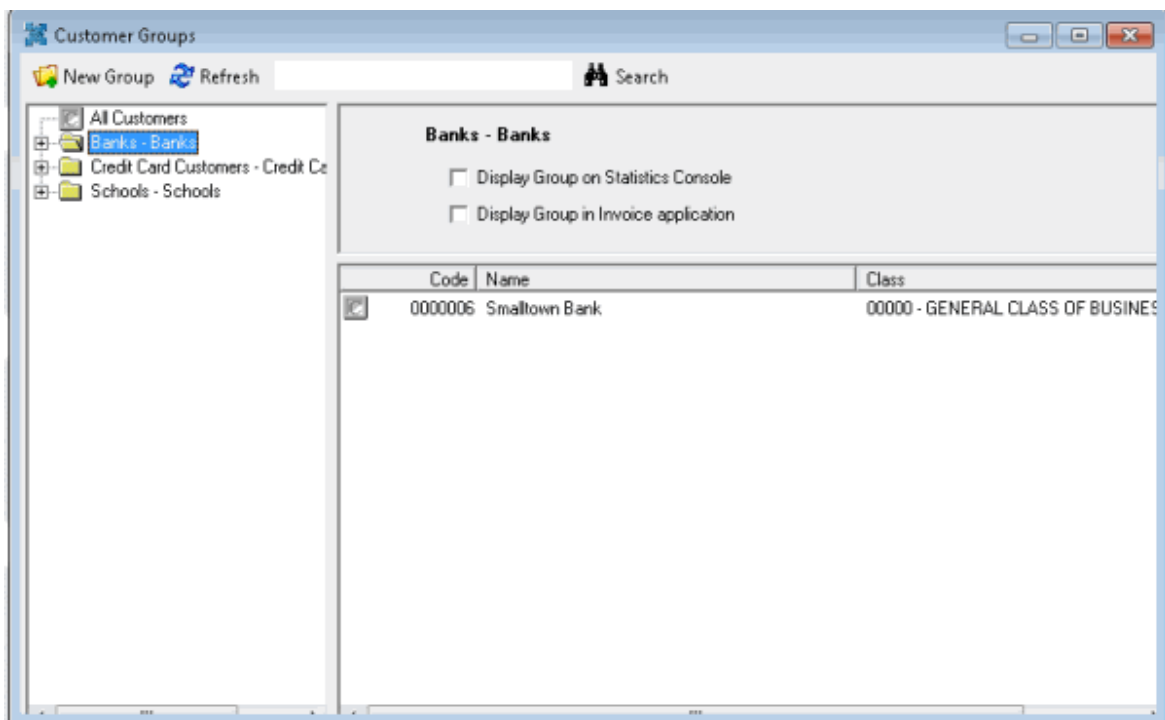 Customer Groups
New Group Refresh Search
All Customers
Banks - Banks
Credit Card Customers - Credit Ca
Schools - Schools
Banks - Banks
Display Group on Statistics Console
Display Group in Invoice application
Code Name Class
0000006 Smalltown Bank 00000 - GENERAL CLASS OF BUSINES